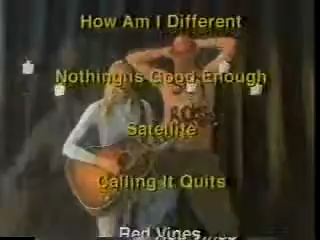 How Am I Different
Nothing is Good Enough
Satellite
Calling It Quits
Red Vines